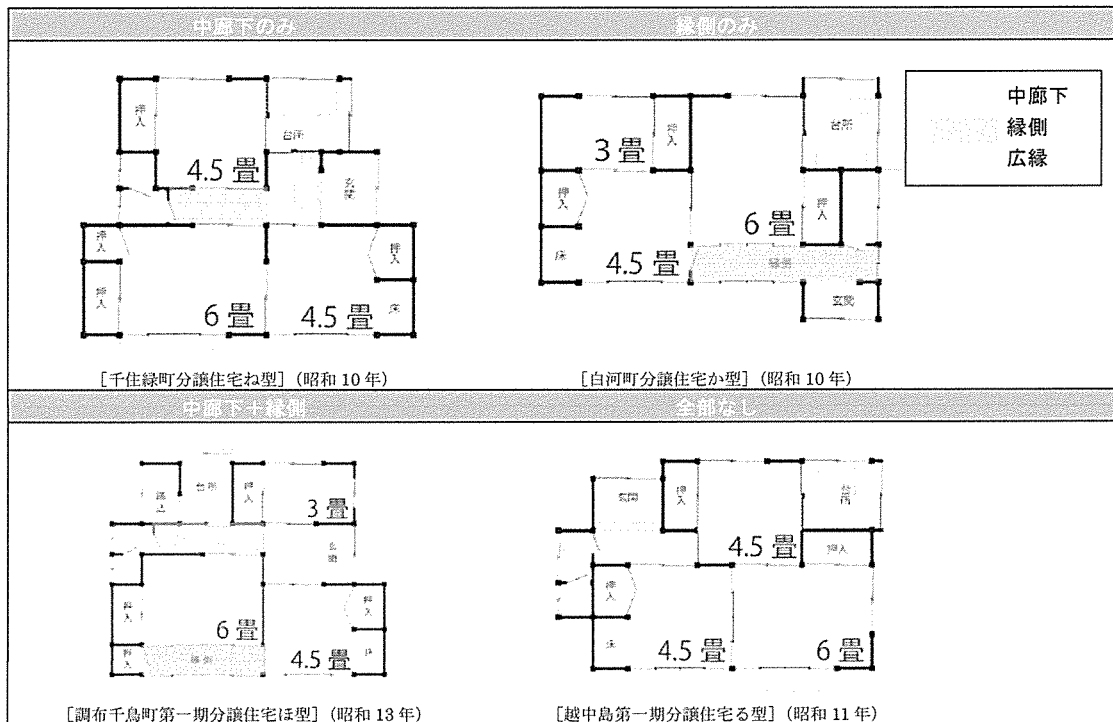 中廊下のみ
縁側のみ
押入
台所
4.5 畳
玄関
押入
押入
押入
6 畳
4.5 畳
床
[千住緑町分譲住宅ね型]（昭和 10 年）
3 畳
押入
台所
押入
6 畳
押入
床
4.5 畳
縁側
玄関
[白河町分譲住宅か型]（昭和 10 年）
中廊下
縁側
広縁
中廊下＋縁側
全部なし
台所
押入
3 畳
玄関
押入
6 畳
押入
押入
縁側
4.5 畳
床
[調布千鳥町第一期分譲住宅ほ型]（昭和 13 年）
玄関
押入
台所
4.5 畳
押入
押入
床
4.5 畳
6 畳
[越中島第一期分譲住宅る型]（昭和 11 年）